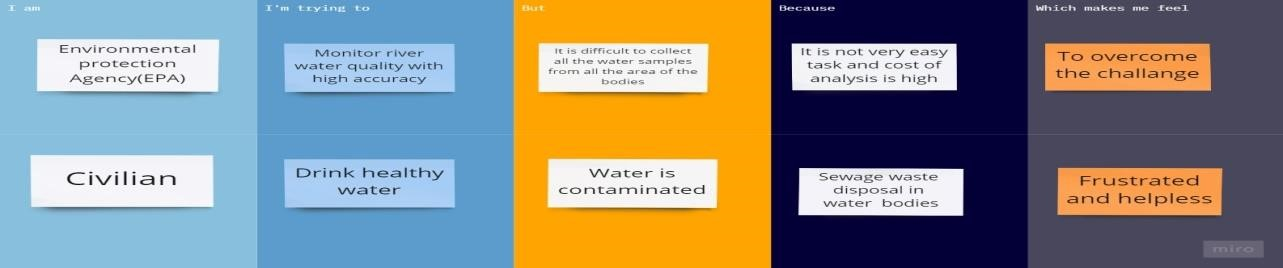 I am
I'm trying to
But
Because
Which makes me feel
Environmental
protection
Agency(EPA)
Monitor river
water quality with
high accuracy
It is difficult to collect
all the water samples
from all the area of the
bodies
It is not very easy
task and cost of
analysis is high
To overcome
the challange
Civilian
Drink healthy
water
Water is
contaminated
Sewage waste
disposal in
water bodies
Frustrated
and helpless
miro